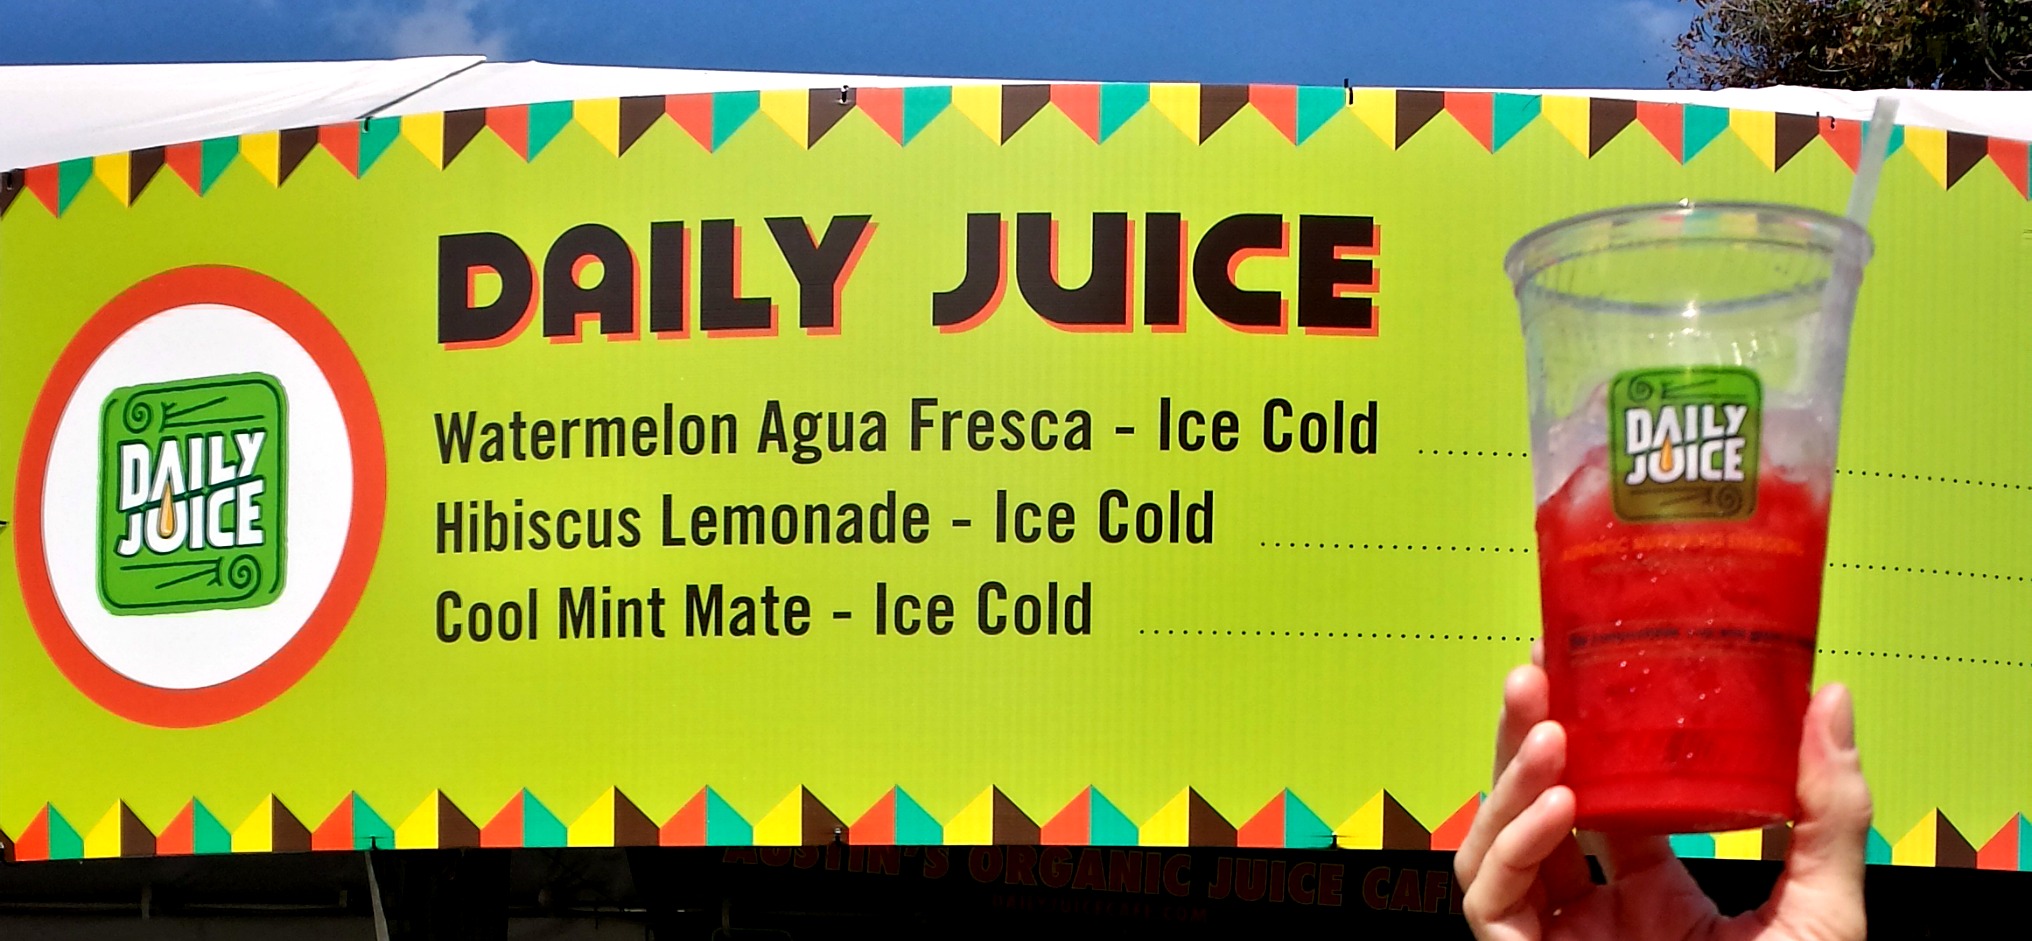 DAILY JUICE
DAILY
JUICE
Watermelon Agua Fresca - Ice Cold
Hibiscus Lemonade - Ice Cold
Cool Mint Mate - Ice Cold
DAILY
JUICE
AUSTIN'S ORGANIC JUICE CAFE